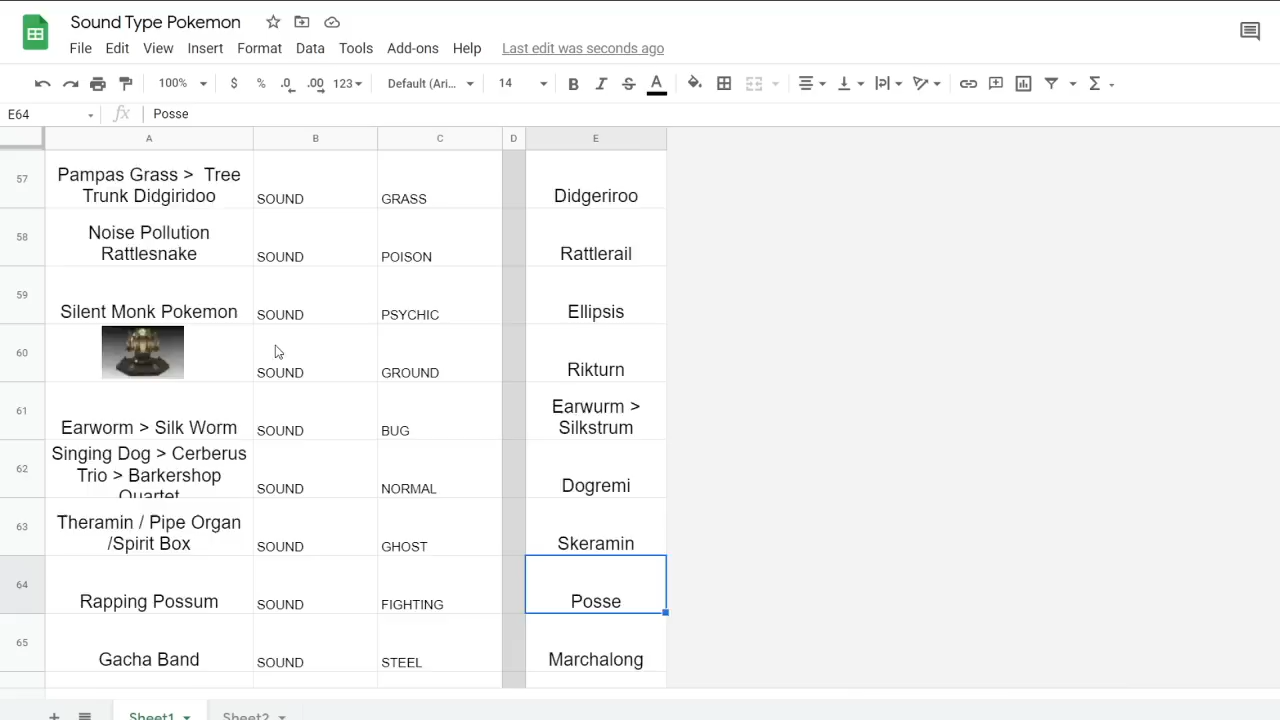 Sound Type Pokemon
File Edit View Insert Format Data Tools Add-ons Help Last edit was seconds ago
100% $ % .0 .00 123 Default (Ari... 14 B I S A
E64 fx Posse
A B C D E
57 Pampas Grass > Tree
Trunk Didgiridoo SOUND GRASS Didgeriroo
58 Noise Pollution
Rattlesnake SOUND POISON Rattlerail
59 Silent Monk Pokemon SOUND PSYCHIC Ellipsis
60 SOUND GROUND Rikturn
61 Earworm > Silk Worm SOUND BUG Earwurm >
Silkstrum
62 Singing Dog > Cerberus
Trio > Barkershop
Quartet SOUND NORMAL Dogremi
63 Theramin / Pipe Organ
/Spirit Box SOUND GHOST Skeramin
64 Rapping Possum SOUND FIGHTING Posse
65 Gacha Band SOUND STEEL Marchalong
+ Sheet1 Sheet2